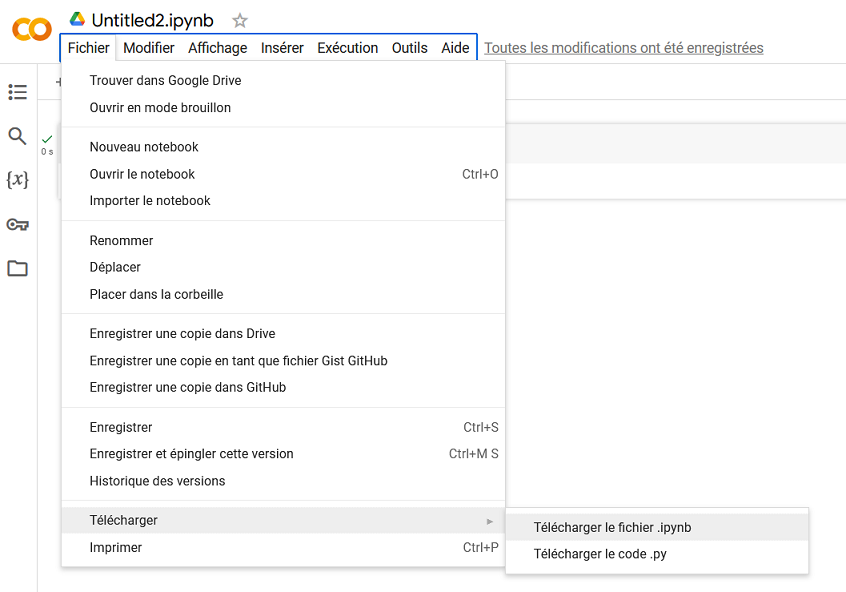 Untitled2.ipynb
Fichier Modifier Affichage Insérer Exécution Outils Aide Toutes les modifications ont été enregistrées
Trouver dans Google Drive
Ouvrir en mode brouillon
0 s
Nouveau notebook
Ouvrir le notebook Ctrl+O
{x}
Importer le notebook
Renommer
Déplacer
Placer dans la corbeille
Enregistrer une copie dans Drive
Enregistrer une copie en tant que fichier Gist GitHub
Enregistrer une copie dans GitHub
Enregistrer Ctrl+S
Enregistrer et épingler cette version Ctrl+M S
Historique des versions
Télécharger
Télécharger le fichier .ipynb
Imprimer Ctrl+P
Télécharger le code .py